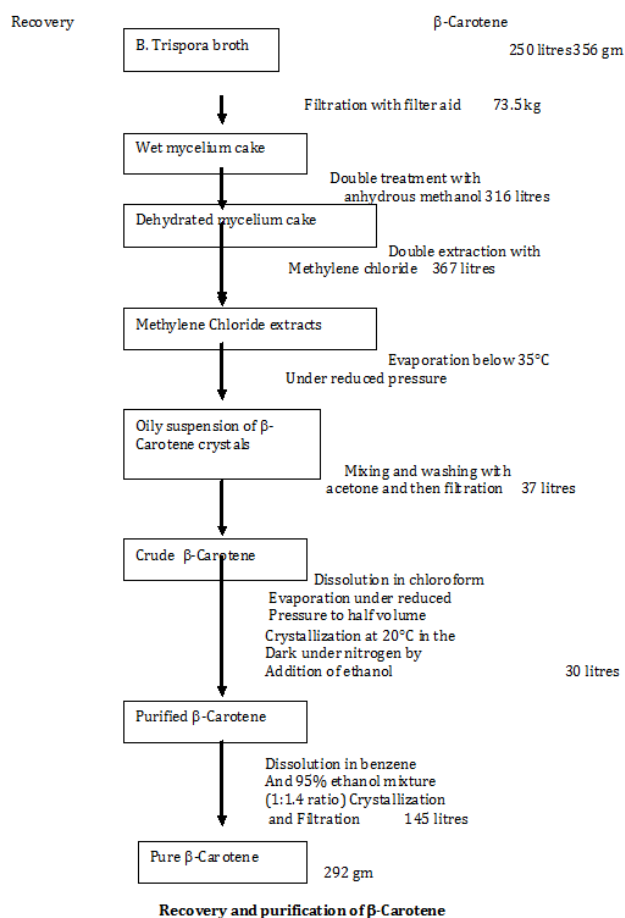 Recovery β-Carotene
B. Trispora broth 250 litres356 gm
Filtration with filter aid 73.5kg
Wet mycelium cake
Double treatment with
anhydrous methanol 316 litres
Dehydrated mycelium cake
Double extraction with
Methylene chloride 367 litres
Methylene Chloride extracts
Evaporation below 35°C
Under reduced pressure
Oily suspension of β-
Carotene crystals
Mixing and washing with
acetone and then filtration 37 litres
Crude β-Carotene
Dissolution in chloroform
Evaporation under reduced
Pressure to half volume
Crystallization at 20°C in the
Dark under nitrogen by
Addition of ethanol 30 litres
Purified β-Carotene
Dissolution in benzene
And 95% ethanol mixture
(1:1.4 ratio) Crystallization
and Filtration 145 litres
Pure β-Carotene
292 gm
Recovery and purification of β-Carotene